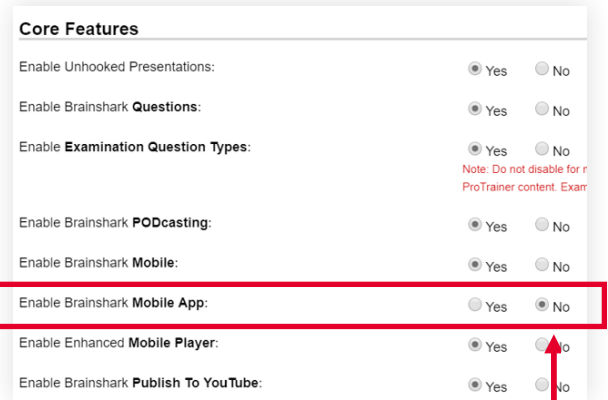 Core Features
Enable Unhooked Presentations: Yes No
Enable Brainshark Questions: Yes No
Enable Examination Question Types: Yes No
Note: Do not disable for
ProTrainer content. Exam
Enable Brainshark PODcasting: Yes No
Enable Brainshark Mobile: Yes No
Enable Brainshark Mobile App: Yes No
Enable Enhanced Mobile Player: Yes No
Enable Brainshark Publish To YouTube: Yes No